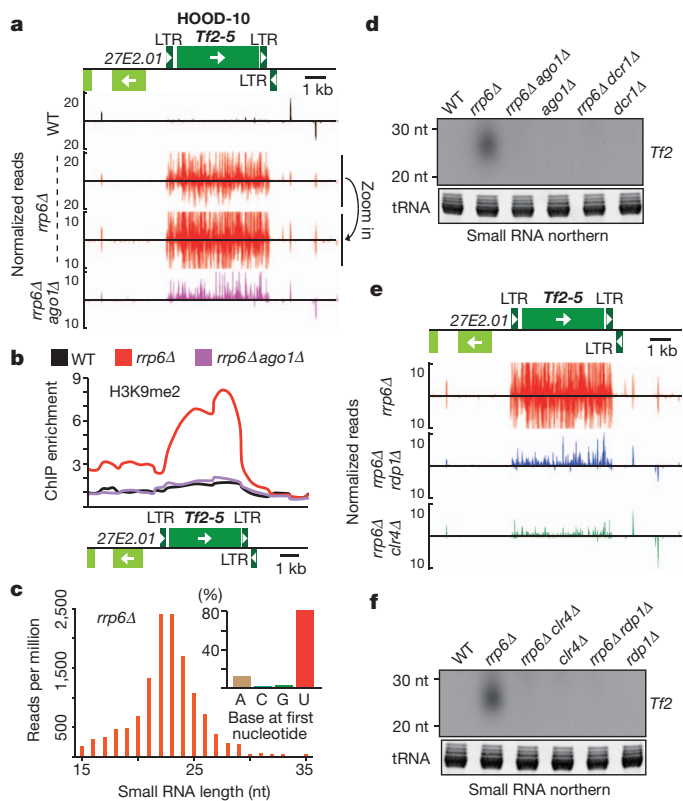 a
HOOD-10
LTR Tf2-5 LTR
27E2.01
LTR
1 kb
20
WT
20
20
rrp6Δ
20
10
10
Zoom in
Normalized reads
10
rrp6Δ ago1Δ
10
b
WT rrp6Δ rrp6Δ ago1Δ
H3K9me2
ChIP enrichment
9
6
3
LTR Tf2-5 LTR
27E2.01
LTR
1 kb
c
rrp6Δ
Reads per million
2,500
1,500
500
15 25 35
Small RNA length (nt)
(%)
80
40
0
A C G U
Base at first nucleotide
d
WT rrp6Δ rrp6Δ ago1Δ ago1Δ rrp6Δ dcr1Δ dcr1Δ
30 nt
20 nt
Tf2
tRNA
Small RNA northern
e
LTR Tf2-5 LTR
27E2.01
LTR
1 kb
Normalized reads
10
rrp6Δ
10
10
rrp6Δ rdp1Δ
10
10
rrp6Δ clr4Δ
10
f
WT rrp6Δ rrp6Δ clr4Δ clr4Δ rrp6Δ rdp1Δ rdp1Δ
30 nt
20 nt
Tf2
tRNA
Small RNA northern